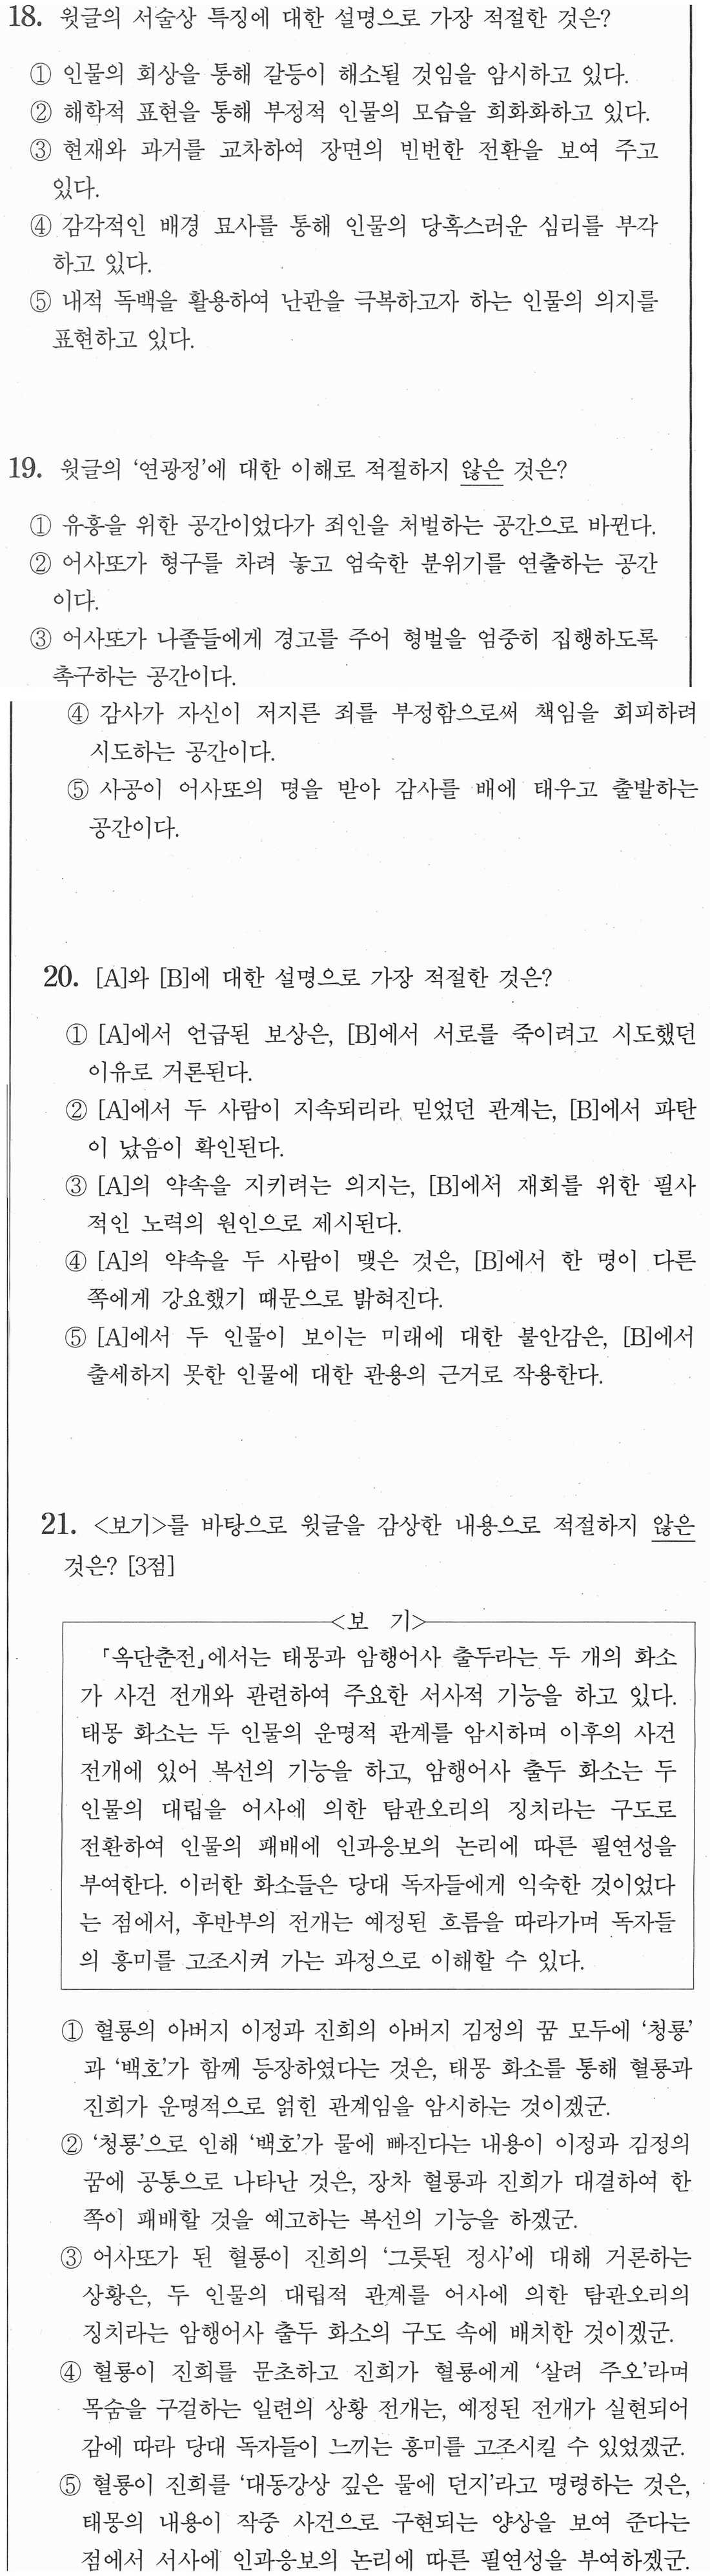 18. 윗글의 서술상 특징에 대한 설명으로 가장 적절한 것은?
① 인물의 회상을 통해 갈등이 해소될 것임을 암시하고 있다.
② 해학적 표현을 통해 부정적 인물의 모습을 희화화하고 있다.
③ 현재와 과거를 교차하여 장면의 빈번한 전환을 보여 주고
있다.
④ 감각적인 배경 묘사를 통해 인물의 당혹스러운 심리를 부각
하고 있다.
⑤ 내적 독백을 활용하여 난관을 극복하고자 하는 인물의 의지를
표현하고 있다.
19. 윗글의 ‘연광정’에 대한 이해로 적절하지 않은 것은?
① 유흥을 위한 공간이었다가 죄인을 처벌하는 공간으로 바뀐다.
② 어사또가 형구를 차려 놓고 엄숙한 분위기를 연출하는 공간
이다.
③ 어사또가 나졸들에게 경고를 주어 형벌을 엄중히 집행하도록
촉구하는 공간이다.
④ 감사가 자신이 저지른 죄를 부정함으로써 책임을 회피하려
시도하는 공간이다.
⑤ 사공이 어사또의 명을 받아 감사를 배에 태우고 출발하는
공간이다.
20. [A]와 [B]에 대한 설명으로 가장 적절한 것은?
① [A]에서 언급된 보상은, [B]에서 서로를 죽이려고 시도했던
이유로 거론된다.
② [A]에서 두 사람이 지속되리라 믿었던 관계는, [B]에서 파탄
이 났음이 확인된다.
③ [A]의 약속을 지키려는 의지는, [B]에서 재회를 위한 필사
적인 노력의 원인으로 제시된다.
④ [A]의 약속을 두 사람이 맺은 것은, [B]에서 한 명이 다른
쪽에게 강요했기 때문으로 밝혀진다.
⑤ [A]에서 두 인물이 보이는 미래에 대한 불안감은, [B]에서
출세하지 못한 인물에 대한 관용의 근거로 작용한다.
21. <보기>를 바탕으로 윗글을 감상한 내용으로 적절하지 않은
것은? [3점]
<보 기>
「옥단춘전」에서는 태몽과 암행어사 출두라는 두 개의 화소
가 사건 전개와 관련하여 주요한 서사적 기능을 하고 있다.
태몽 화소는 두 인물의 운명적 관계를 암시하며 이후의 사건
전개에 있어 복선의 기능을 하고, 암행어사 출두 화소는 두
인물의 대립을 어사에 의한 탐관오리의 징치라는 구도로
전환하여 인물의 패배에 인과응보의 논리에 따른 필연성을
부여한다. 이러한 화소들은 당대 독자들에게 익숙한 것이었다
는 점에서, 후반부의 전개는 예정된 흐름을 따라가며 독자들
의 흥미를 고조시켜 가는 과정으로 이해할 수 있다.
① 혈룡의 아버지 이정과 진희의 아버지 김정의 꿈 모두에 ‘청룡’
과 ‘백호’가 함께 등장하였다는 것은, 태몽 화소를 통해 혈룡과
진희가 운명적으로 얽힌 관계임을 암시하는 것이겠군.
② ‘청룡’으로 인해 ‘백호’가 물에 빠진다는 내용이 이정과 김정의
꿈에 공통으로 나타난 것은, 장차 혈룡과 진희가 대결하여 한
쪽이 패배할 것을 예고하는 복선의 기능을 하겠군.
③ 어사또가 된 혈룡이 진희의 ‘그릇된 정사’에 대해 거론하는
상황은, 두 인물의 대립적 관계를 어사에 의한 탐관오리의
징치라는 암행어사 출두 화소의 구도 속에 배치한 것이겠군.
④ 혈룡이 진희를 문초하고 진희가 혈룡에게 ‘살려 주오’라며
목숨을 구걸하는 일련의 상황 전개는, 예정된 전개가 실현되어
감에 따라 당대 독자들이 느끼는 흥미를 고조시킬 수 있었겠군.
⑤ 혈룡이 진희를 ‘대동강상 깊은 물에 던지’라고 명령하는 것은,
태몽의 내용이 작중 사건으로 구현되는 양상을 보여 준다는
점에서 서사에 인과응보의 논리에 따른 필연성을 부여하겠군.